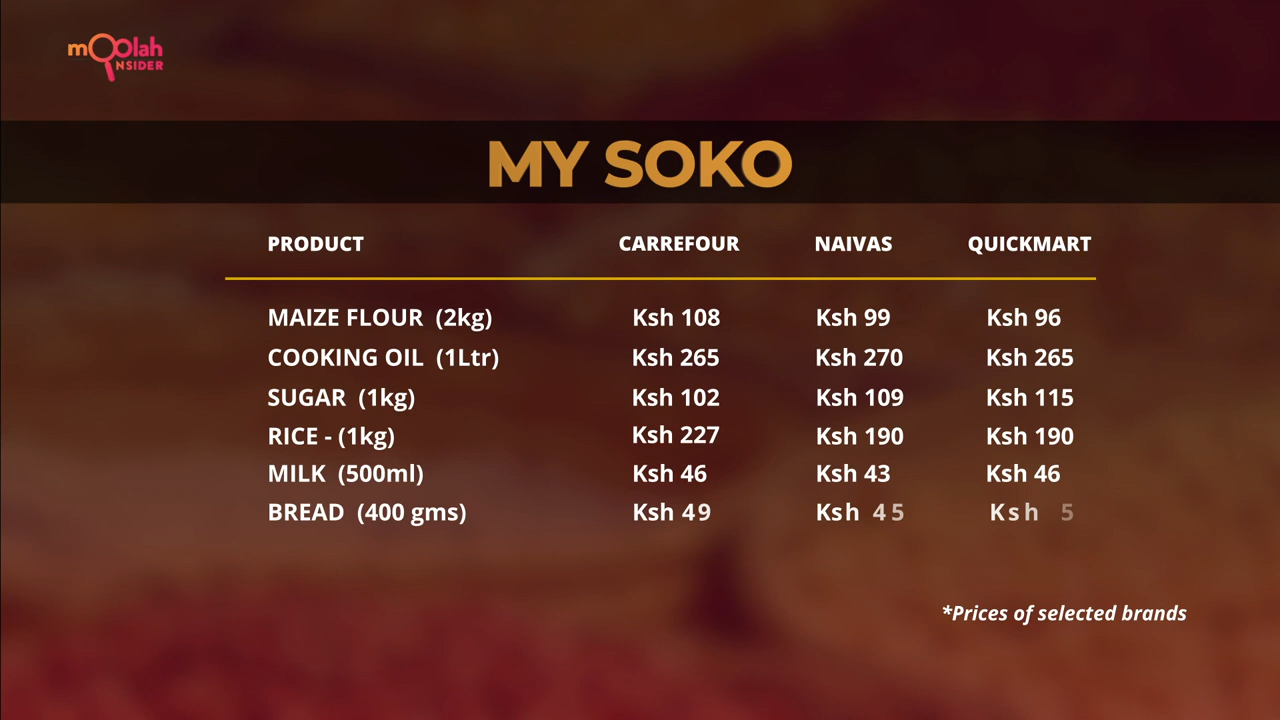 moolah
INSIDER
MY SOKO
PRODUCT CARREFOUR NAIVAS QUICKMART
MAIZE FLOUR (2kg) Ksh 108 Ksh 99 Ksh 96
COOKING OIL (1Ltr) Ksh 265 Ksh 270 Ksh 265
SUGAR (1kg) Ksh 102 Ksh 109 Ksh 115
RICE - (1kg) Ksh 227 Ksh 190 Ksh 190
MILK (500ml) Ksh 46 Ksh 43 Ksh 46
BREAD (400 gms) Ksh 49 Ksh 45 Ksh 5
*Prices of selected brands